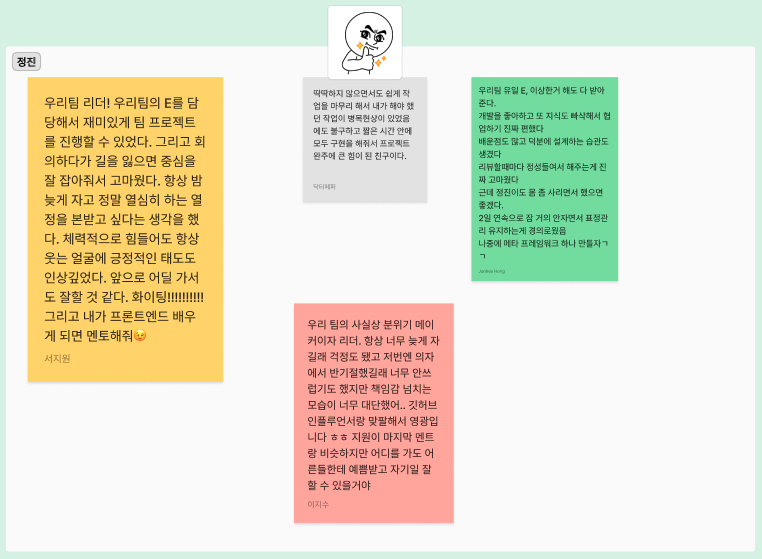 정진
우리팀 리더! 우리팀의 E를 담
당해서 재미있게 팀 프로젝트
를 진행할 수 있었다. 그리고 회
의하다가 길을 잃으면 중심을
잘 잡아줘서 고마웠다. 항상 밤
늦게 자고 정말 열심히 하는 열
정을 본받고 싶다는 생각을 했
다. 체력적으로 힘들어도 항상
웃는 얼굴에 긍정적인 태도도
인상깊었다. 앞으로 어딜 가서
도 잘할 것 같다. 화이팅!!!!!!!!!!
그리고 내가 프론트엔드 배우
게 되면 멘토해줘😉
서지원
딱딱하지 않으면서도 쉽게 작
업을 마무리 해서 내가 해야 했
던 작업이 병목현상이 있었음
에도 불구하고 짧은 시간 안에
모두 구현을 해줘서 프로젝트
완주에 큰 힘이 된 친구이다.
닥터페퍼
우리팀 유일 E, 이상한거 해도 다 받아
준다.
개발을 좋아하고 또 지식도 빠삭해서 협
업하기 진짜 편했다
배운점도 많고 덕분에 설계하는 습관도
생겼다
리뷰할때마다 정성들여서 해주는게 진
짜 고마웠다
근데 정진이도 몸 좀 사리면서 했으면
좋겠다.
2일 연속으로 잠 거의 안자면서 표정관
리 유지하는게 경의로웠음
나중에 메타 프레임워크 하나 만들자ㄱ
ㄱ
우리 팀의 사실상 분위기 메이
커이자 리더. 항상 너무 늦게 자
길래 걱정도 됐고 저번엔 의자
에서 반기절했길래 너무 안쓰
럽기도 했지만 책임감 넘치는
모습이 너무 대단했어.. 깃허브
인플루언서랑 맞팔해서 영광입
니다 ㅎㅎ 지원이 마지막 멘트
랑 비슷하지만 어디를 가도 어
른들한테 예쁨받고 자기일 잘
할 수 있을거야
이지수